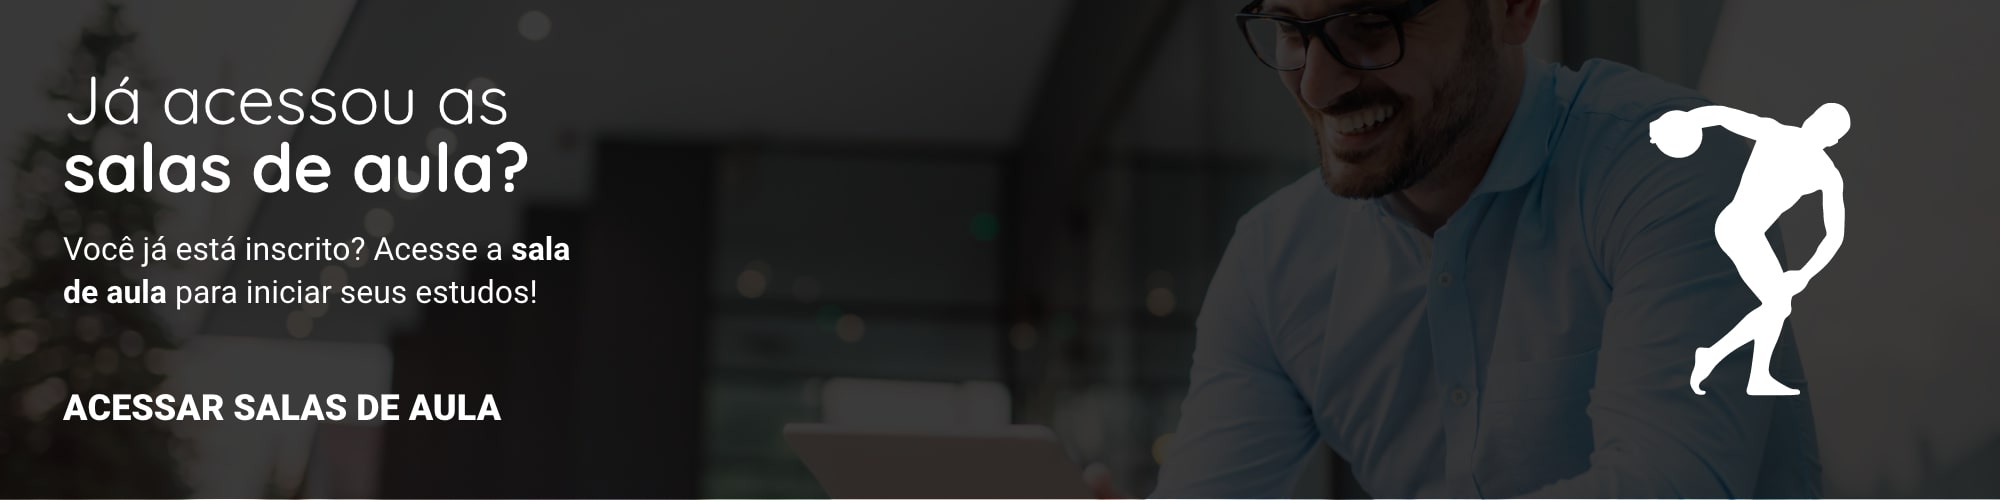 Já acessou as
salas de aula?
Você já está inscrito? Acesse a sala
de aula para iniciar seus estudos!
ACESSAR SALAS DE AULA